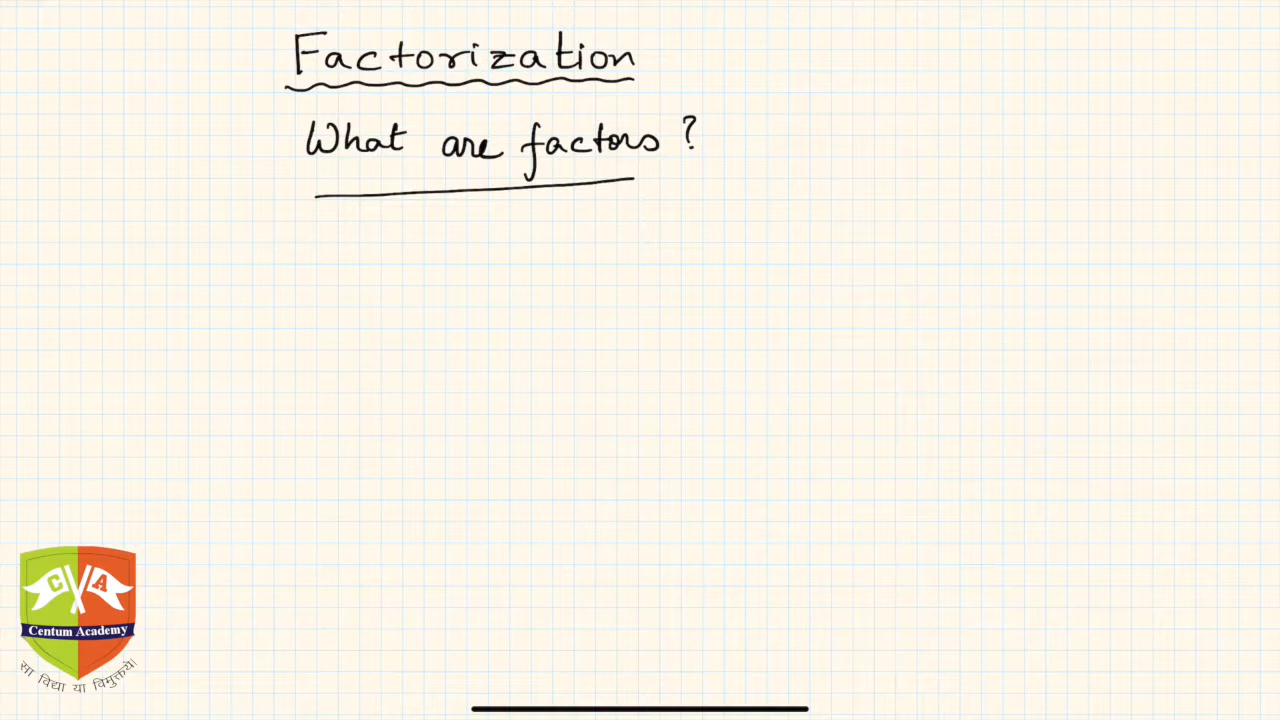 Factorization
What are factors ?
C A
Centum Academy
सा विद्या या विमुक्तये।